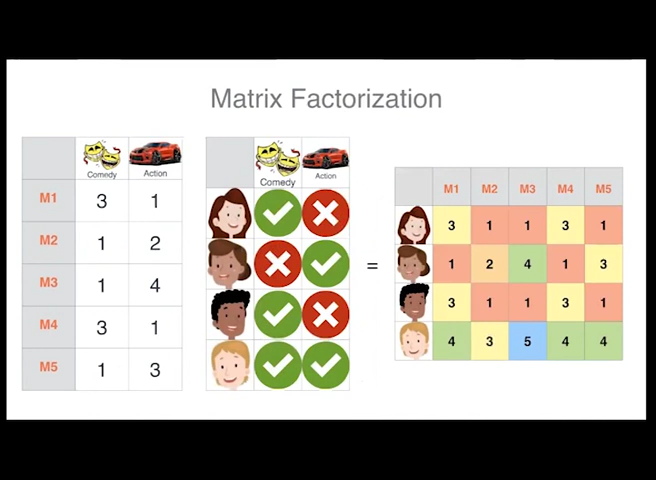 Matrix Factorization
Comedy Action
M1 3 1
M2 1 2
M3 1 4
M4 3 1
M5 1 3
Comedy Action
=
M1 M2 M3 M4 M5
3 1 1 3 1
1 2 4 1 3
3 1 1 3 1
4 3 5 4 4